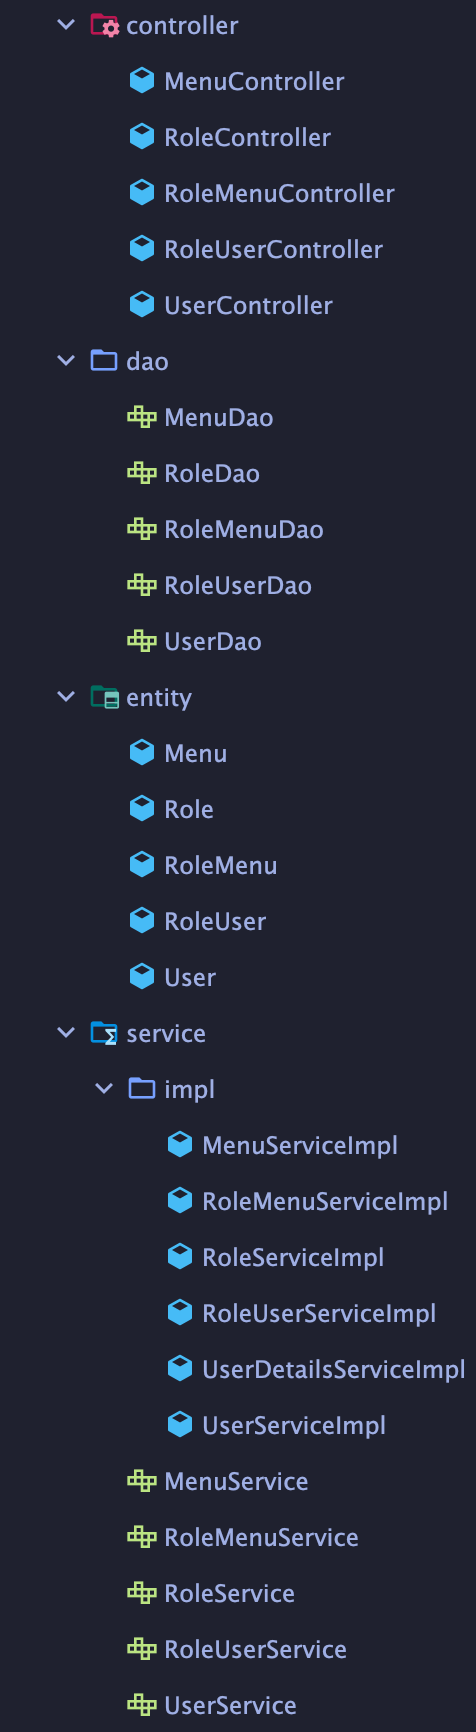 controller
MenuController
RoleController
RoleMenuController
RoleUserController
UserController
dao
MenuDao
RoleDao
RoleMenuDao
RoleUserDao
UserDao
entity
Menu
Role
RoleMenu
RoleUser
User
service
impl
MenuServiceImpl
RoleMenuServiceImpl
RoleServiceImpl
RoleUserServiceImpl
UserDetailsServiceImpl
UserServiceImpl
MenuService
RoleMenuService
RoleService
RoleUserService
UserService